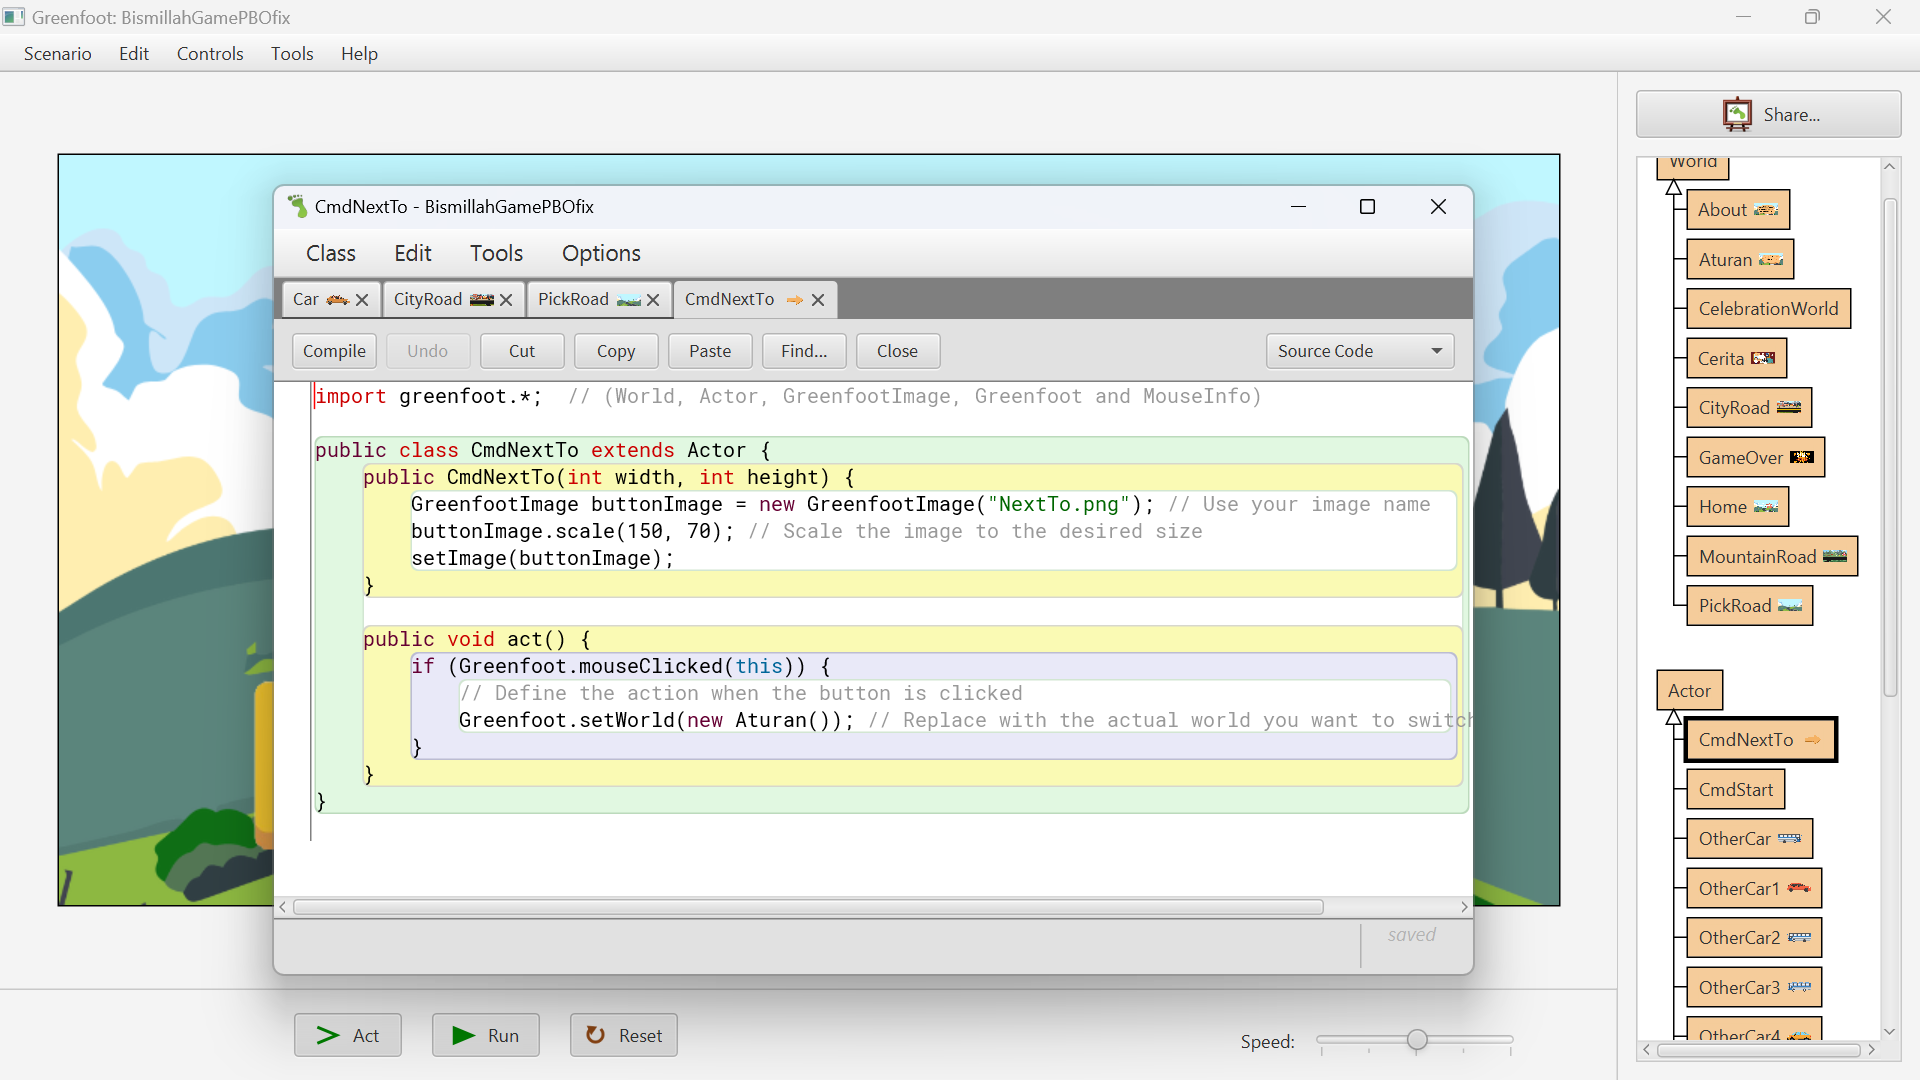 Greenfoot: BismillahGamePBOfix
Scenario Edit Controls Tools Help
Share...
World
About
Aturan
CelebrationWorld
Cerita
CityRoad
GameOver
Home
MountainRoad
PickRoad
Actor
CmdNextTo
CmdStart
OtherCar
OtherCar1
OtherCar2
OtherCar3
OtherCar4
CmdNextTo - BismillahGamePBOfix
Class Edit Tools Options
Car CityRoad PickRoad CmdNextTo
Compile Undo Cut Copy Paste Find... Close Source Code
import greenfoot.*; // (World, Actor, GreenfootImage, Greenfoot and MouseInfo)
public class CmdNextTo extends Actor {
public CmdNextTo(int width, int height) {
GreenfootImage buttonImage = new GreenfootImage("NextTo.png"); // Use your image name
buttonImage.scale(150, 70); // Scale the image to the desired size
setImage(buttonImage);
}
public void act() {
if (Greenfoot.mouseClicked(this)) {
// Define the action when the button is clicked
Greenfoot.setWorld(new Aturan()); // Replace with the actual world you want to switch
}
}
}
saved
Act Run Reset Speed: